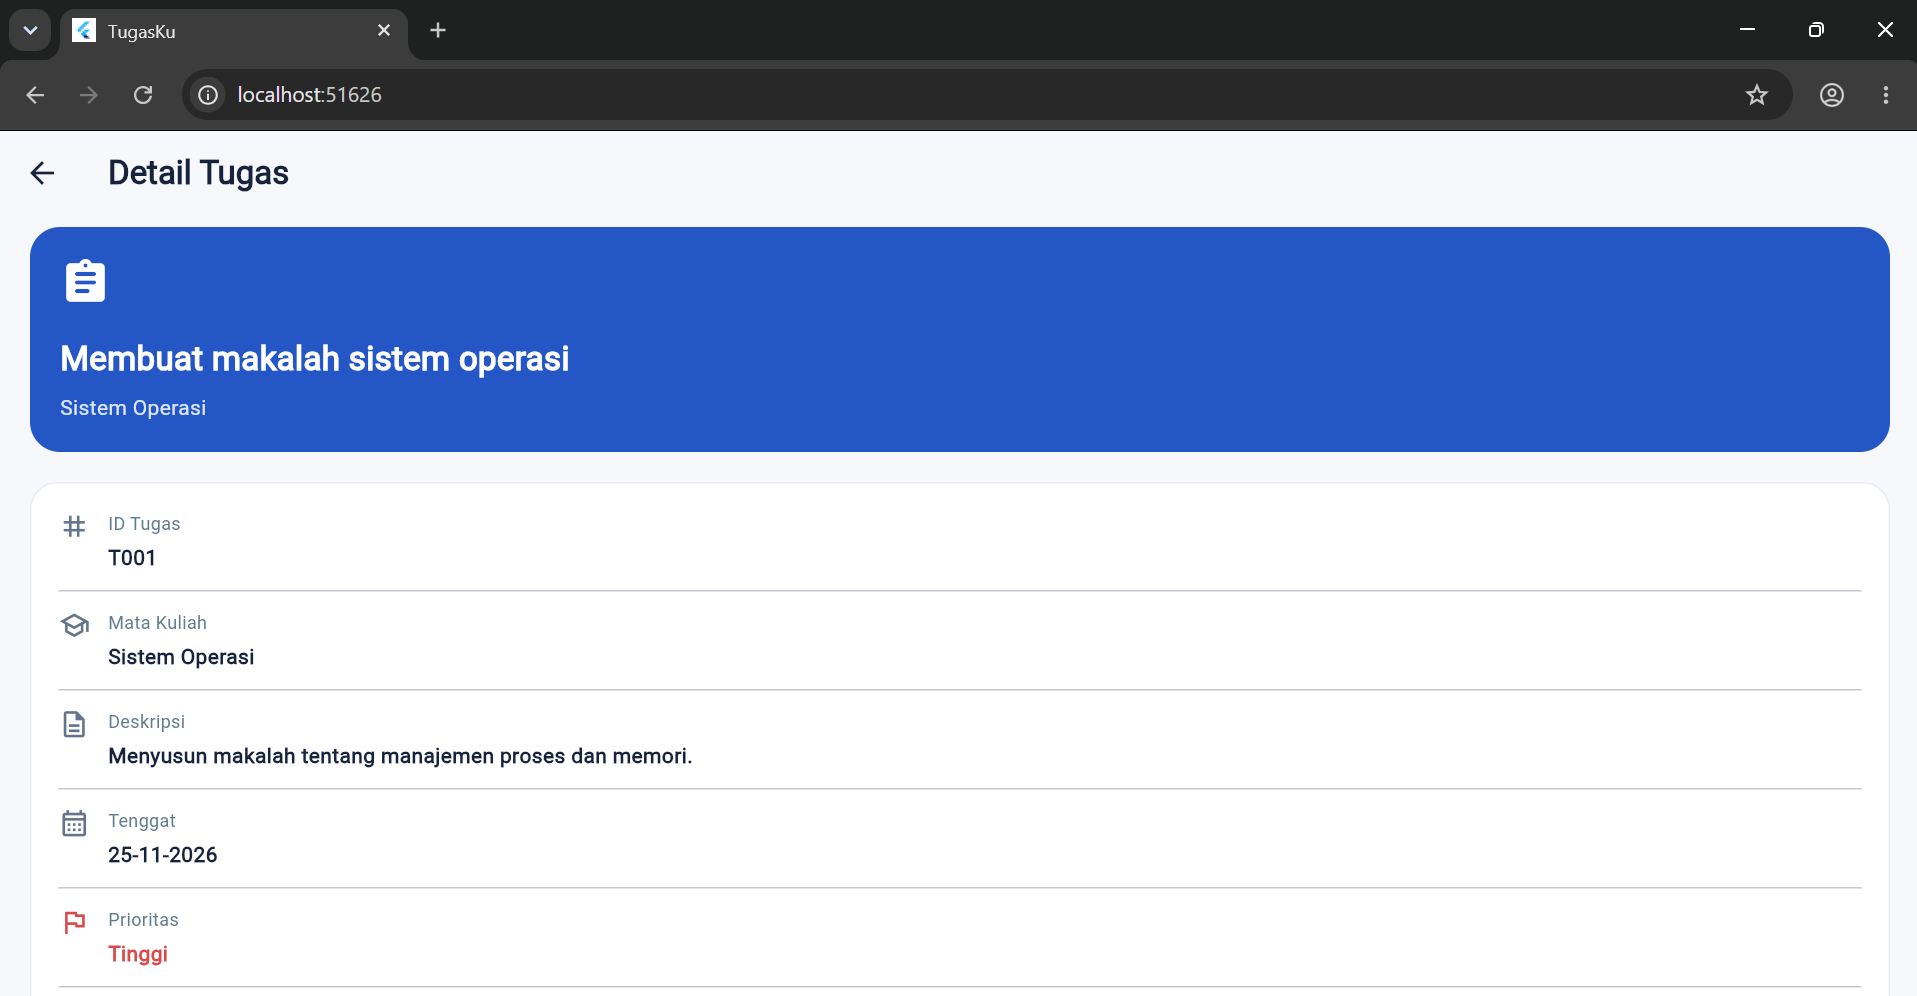 TugasKu
localhost:51626
Detail Tugas
Membuat makalah sistem operasi
Sistem Operasi
ID Tugas
T001
Mata Kuliah
Sistem Operasi
Deskripsi
Menyusun makalah tentang manajemen proses dan memori.
Tenggat
25-11-2026
Prioritas
Tinggi